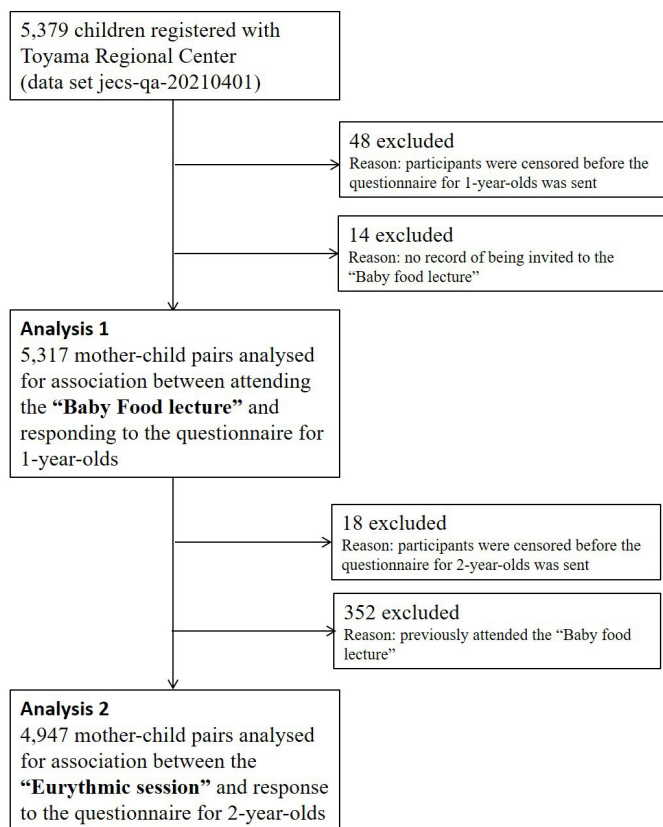 5,379 children registered with
Toyama Regional Center
(data set jecs-qa-20210401)
48 excluded
Reason: participants were censored before the
questionnaire for 1-year-olds was sent
14 excluded
Reason: no record of being invited to the
“Baby food lecture”
Analysis 1
5,317 mother-child pairs analysed
for association between attending
the “Baby Food lecture” and
responding to the questionnaire for
1-year-olds
18 excluded
Reason: participants were censored before the
questionnaire for 2-year-olds was sent
352 excluded
Reason: previously attended the “Baby food
lecture”
Analysis 2
4,947 mother-child pairs analysed
for association between the
“Eurythmic session” and response
to the questionnaire for 2-year-olds